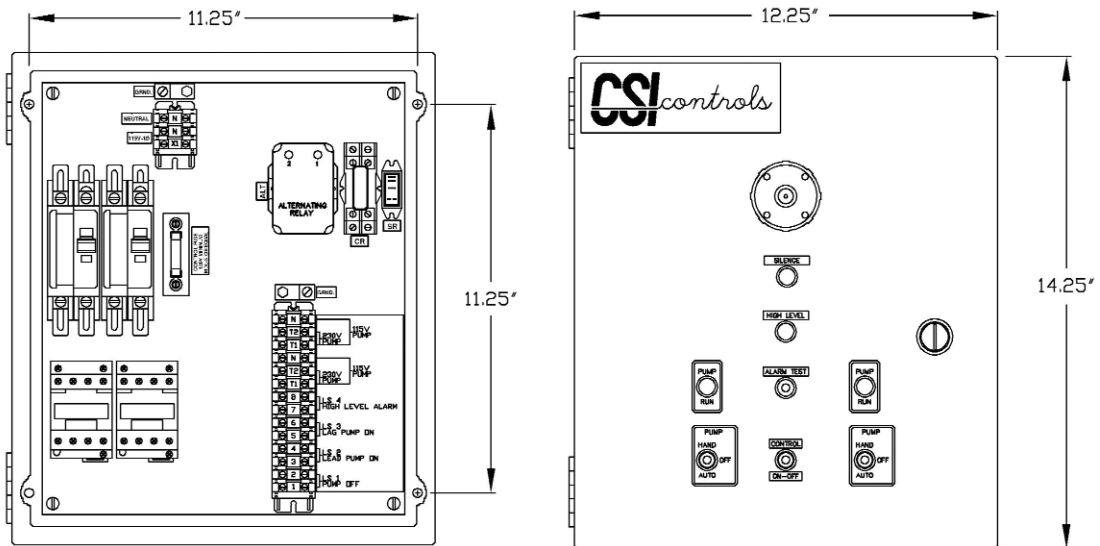 11.25″
12.25″
GRND.
NEUTRAL
N
N
115V-1Ø
X1
2 1
ALT
ALTERNATING
RELAY
CR
SR
11.25″
GRND.
N
T2
T1
230V
PUMP
115V
PUMP
N
T2
T1
230V
PUMP
115V
PUMP
8
7
LS 4
HIGH LEVEL ALARM
6
5
LS 3
LAG PUMP ON
4
3
LS 2
LEAD PUMP ON
2
1
LS 1
PUMP OFF
CSI controls
SILENCE
HIGH LEVEL
14.25″
PUMP
RUN
ALARM TEST
PUMP
RUN
PUMP
HAND
OFF
AUTO
CONTROL
ON-OFF
PUMP
HAND
OFF
AUTO